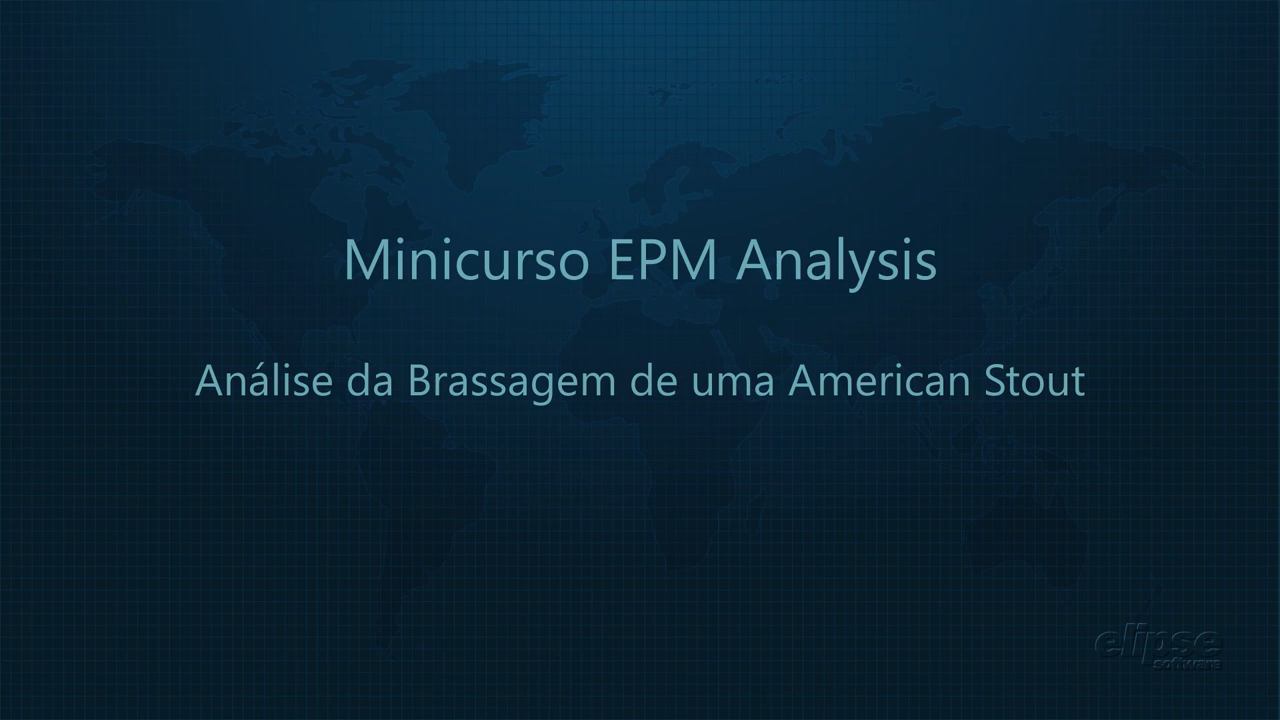 Minicurso EPM Analysis
Análise da Brassagem de uma American Stout
elipse
software